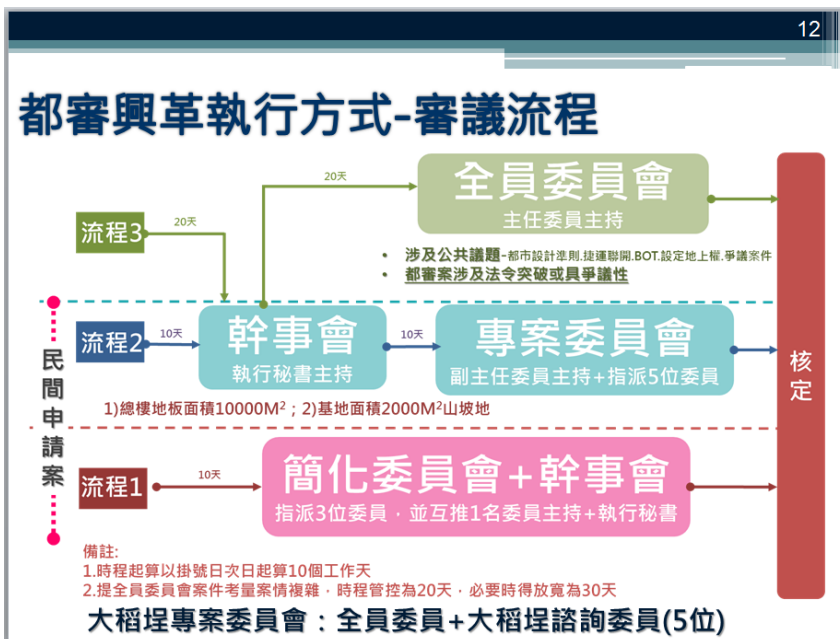 12
都審興革執行方式-審議流程
20天
全員委員會
主任委員主持
流程3
20天
• 涉及公共議題-都市設計準則.捷運聯開.BOT.設定地上權.爭議案件
• 都審案涉及法令突破或具爭議性
民間申請案
流程2
10天
幹事會
執行秘書主持
10天
專案委員會
副主任委員主持+指派5位委員
核定
1)總樓地板面積10000M²；2)基地面積2000M²山坡地
流程1
10天
簡化委員會+幹事會
指派3位委員，並互推1名委員主持+執行秘書
備註:
1.時程起算以掛號日次日起算10個工作天
2.提全員委員會案件考量案情複雜，時程管控為20天，必要時得放寬為30天
大稻埕專案委員會：全員委員+大稻埕諮詢委員(5位)